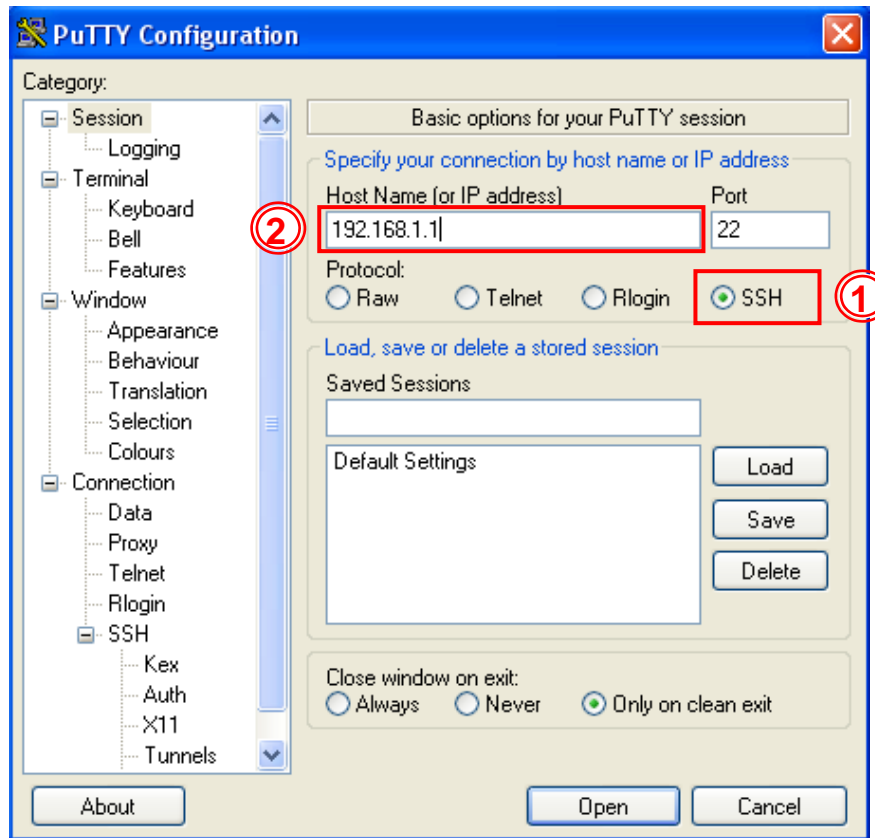 PuTTY Configuration
Category:
Session
Logging
Terminal
Keyboard
Bell
Features
Window
Appearance
Behaviour
Translation
Selection
Colours
Connection
Data
Proxy
Telnet
Rlogin
SSH
Kex
Auth
X11
Tunnels
Basic options for your PuTTY session
Specify your connection by host name or IP address
Host Name (or IP address) Port
② 192.168.1.1 22
Protocol:
Raw Telnet Rlogin SSH ①
Load, save or delete a stored session
Saved Sessions
Default Settings
Load
Save
Delete
Close window on exit:
Always Never Only on clean exit
About Open Cancel